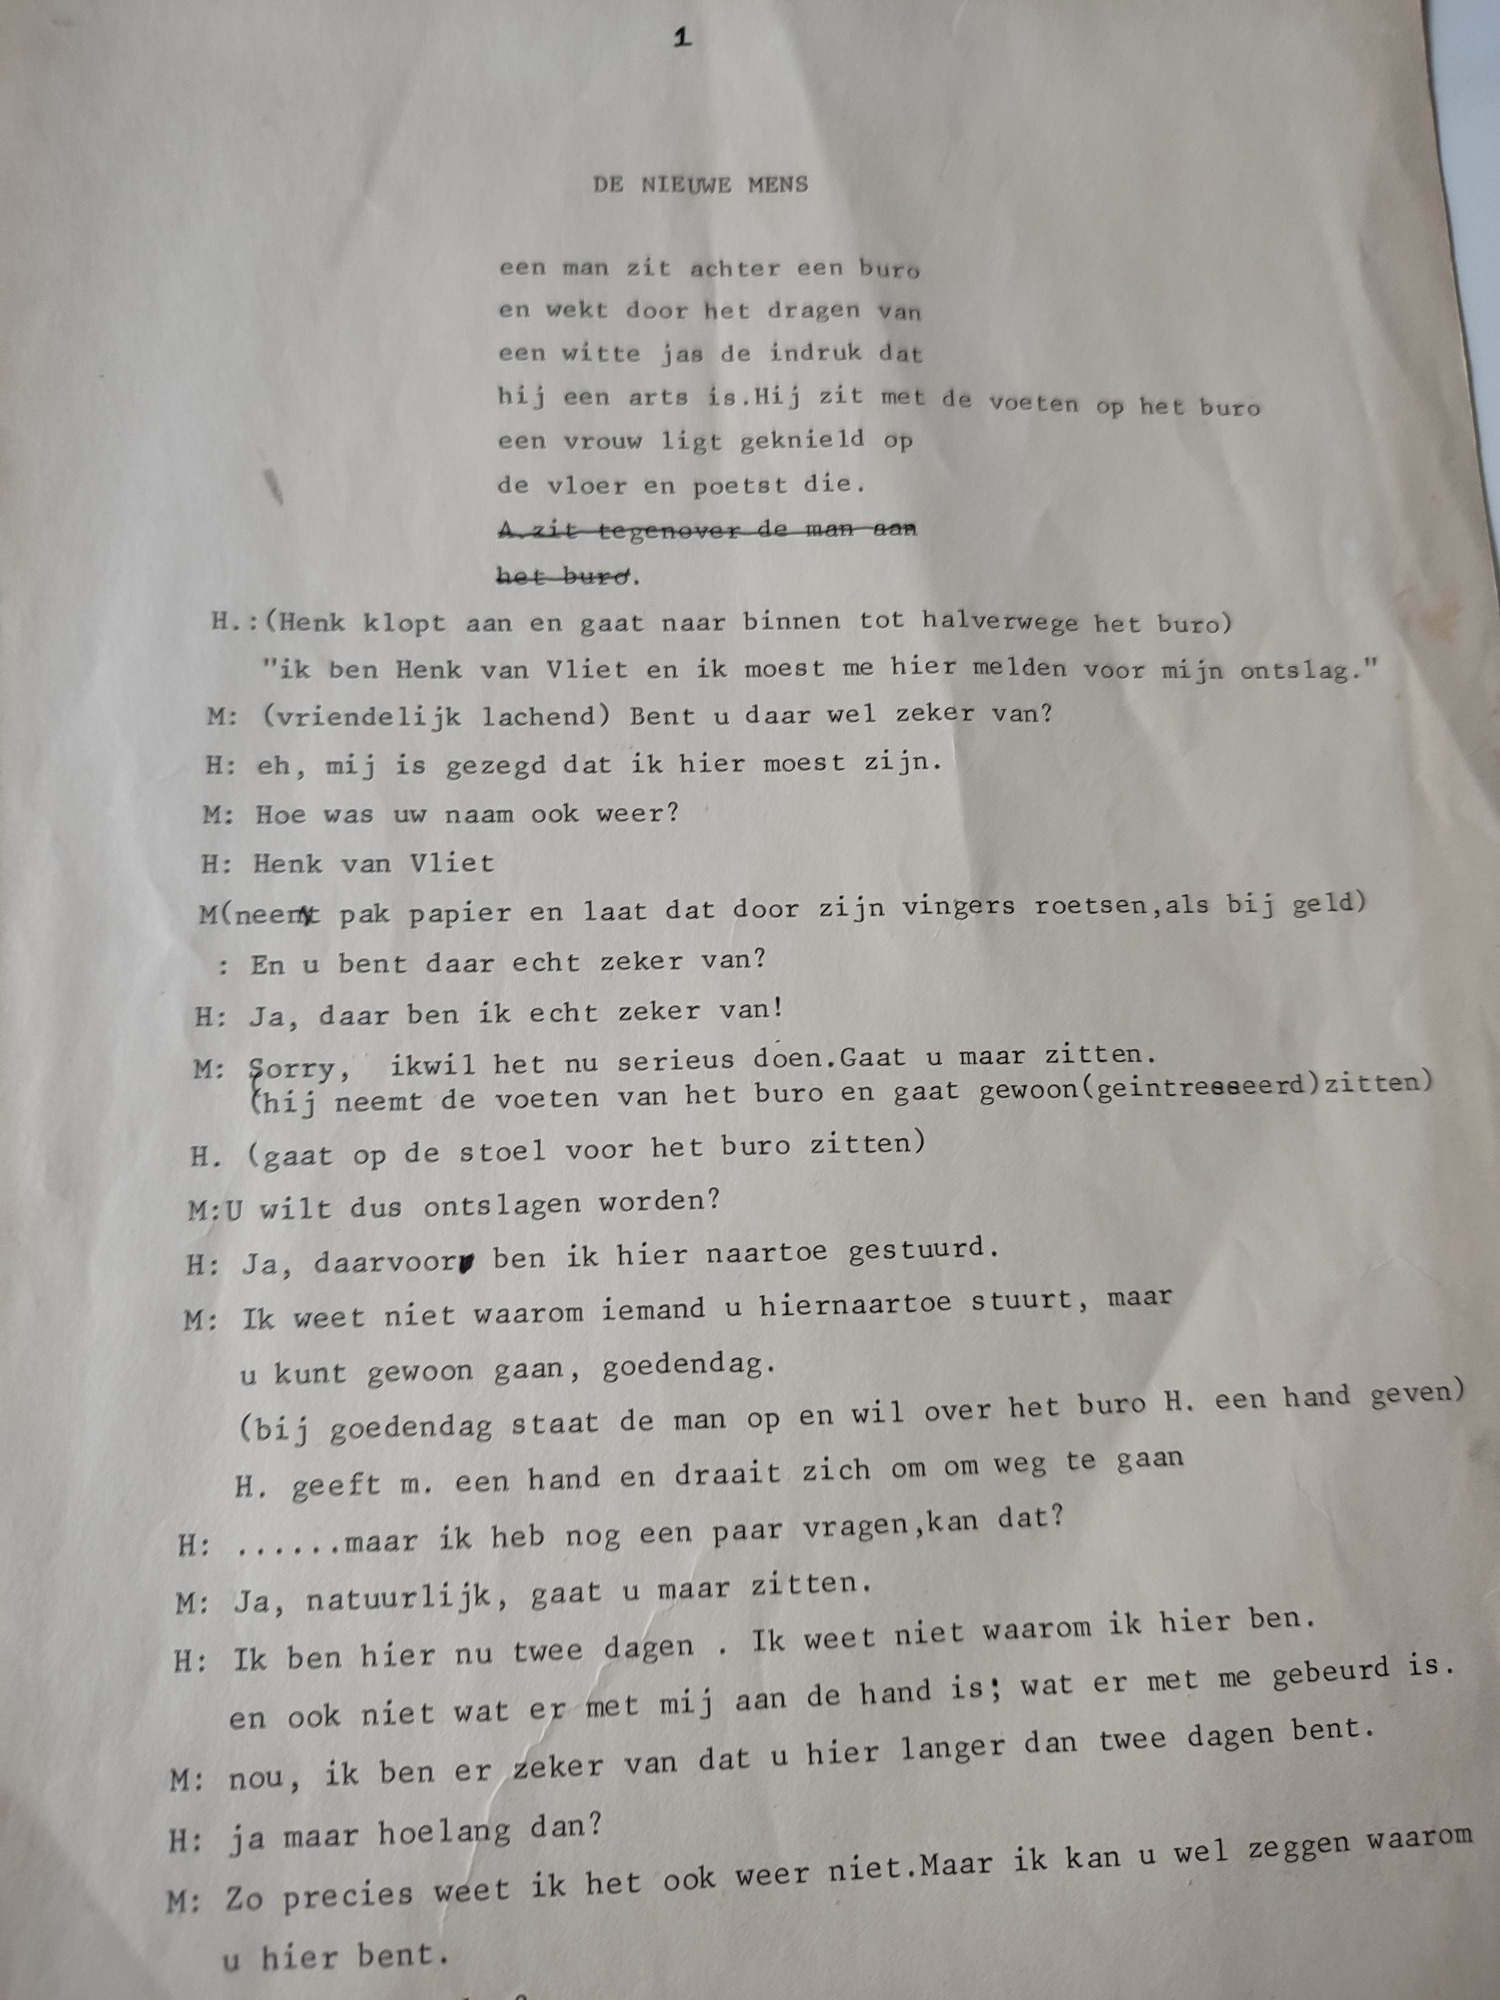 1
DE NIEUWE MENS
een man zit achter een buro
en wekt door het dragen van
een witte jas de indruk dat
hij een arts is.Hij zit met de voeten op het buro
een vrouw ligt geknield op
de vloer en poetst die.
A.zit tegenover de man aan
het buro.
H.:(Henk klopt aan en gaat naar binnen tot halverwege het buro)
"ik ben Henk van Vliet en ik moest me hier melden voor mijn ontslag."
M: (vriendelijk lachend) Bent u daar wel zeker van?
H: eh, mij is gezegd dat ik hier moest zijn.
M: Hoe was uw naam ook weer?
H: Henk van Vliet
M(neemt pak papier en laat dat door zijn vingers roetsen,als bij geld)
: En u bent daar echt zeker van?
H: Ja, daar ben ik echt zeker van!
M: Sorry, ikwil het nu serieus doen.Gaat u maar zitten.
(hij neemt de voeten van het buro en gaat gewoon(geintresseerd)zitten)
H. (gaat op de stoel voor het buro zitten)
M:U wilt dus ontslagen worden?
H: Ja, daarvoor ben ik hier naartoe gestuurd.
M: Ik weet niet waarom iemand u hiernaartoe stuurt, maar
u kunt gewoon gaan, goedendag.
(bij goedendag staat de man op en wil over het buro H. een hand geven)
H. geeft m. een hand en draait zich om om weg te gaan
H: ......maar ik heb nog een paar vragen,kan dat?
M: Ja, natuurlijk, gaat u maar zitten.
H: Ik ben hier nu twee dagen . Ik weet niet waarom ik hier ben.
en ook niet wat er met mij aan de hand is; wat er met me gebeurd is.
M: nou, ik ben er zeker van dat u hier langer dan twee dagen bent.
H: ja maar hoelang dan?
M: Zo precies weet ik het ook weer niet.Maar ik kan u wel zeggen waarom
u hier bent.